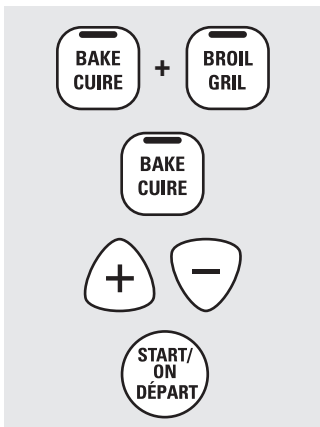 BAKE + BROIL
CUIRE GRIL
BAKE
CUIRE
+ −
START/
ON
DÉPART